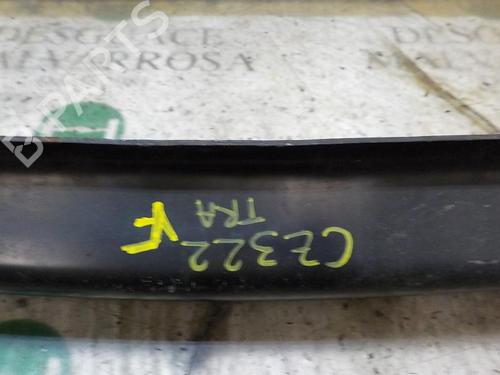 DESGUACE
MALVARROSA
B-PARTS
CZ322
TRA